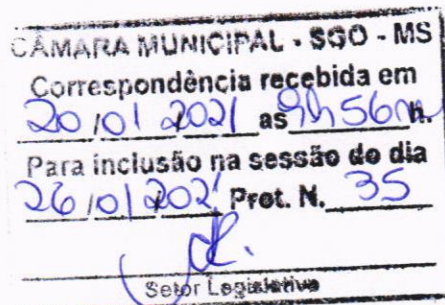 CÂMARA MUNICIPAL - SGO - MS
Correspondência recebida em
20/01/2021 as 9h56m h.
Para inclusão na sessão do dia
26/01/2021 Prot. N. 35
Setor Legislativo